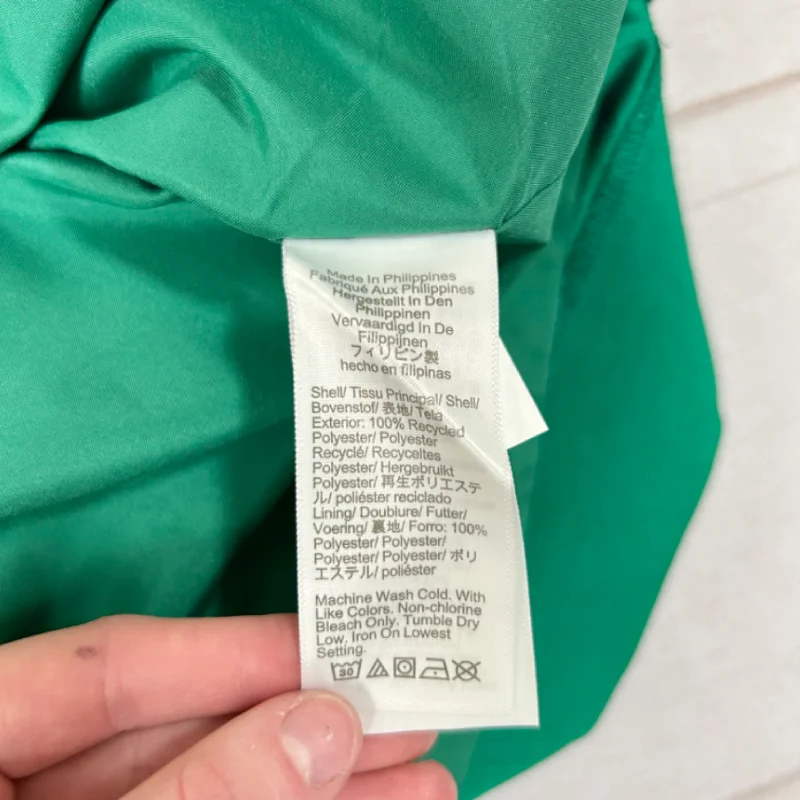 Made In Philippines
Fabriqué Aux Philippines
Hergestellt In Den
Philippinen
Vervaardigd In De
Filippijnen
フィリピン製
hecho en filipinas
Shell/ Tissu Principal/ Shell/
Bovenstof/ 表地/ Tela
Exterior: 100% Recycled
Polyester/ Polyester
Recyclé/ Recyceltes
Polyester/ Hergebruikt
Polyester/ 再生ポリエステ
ル/ poliéster reciclado
Lining/ Doublure/ Futter/
Voering/ 裏地/ Forro: 100%
Polyester/ Polyester/
Polyester/ Polyester/ ポリ
エステル/ poliéster
Machine Wash Cold. With
Like Colors. Non-chlorine
Bleach Only. Tumble Dry
Low. Iron On Lowest
Setting.
30